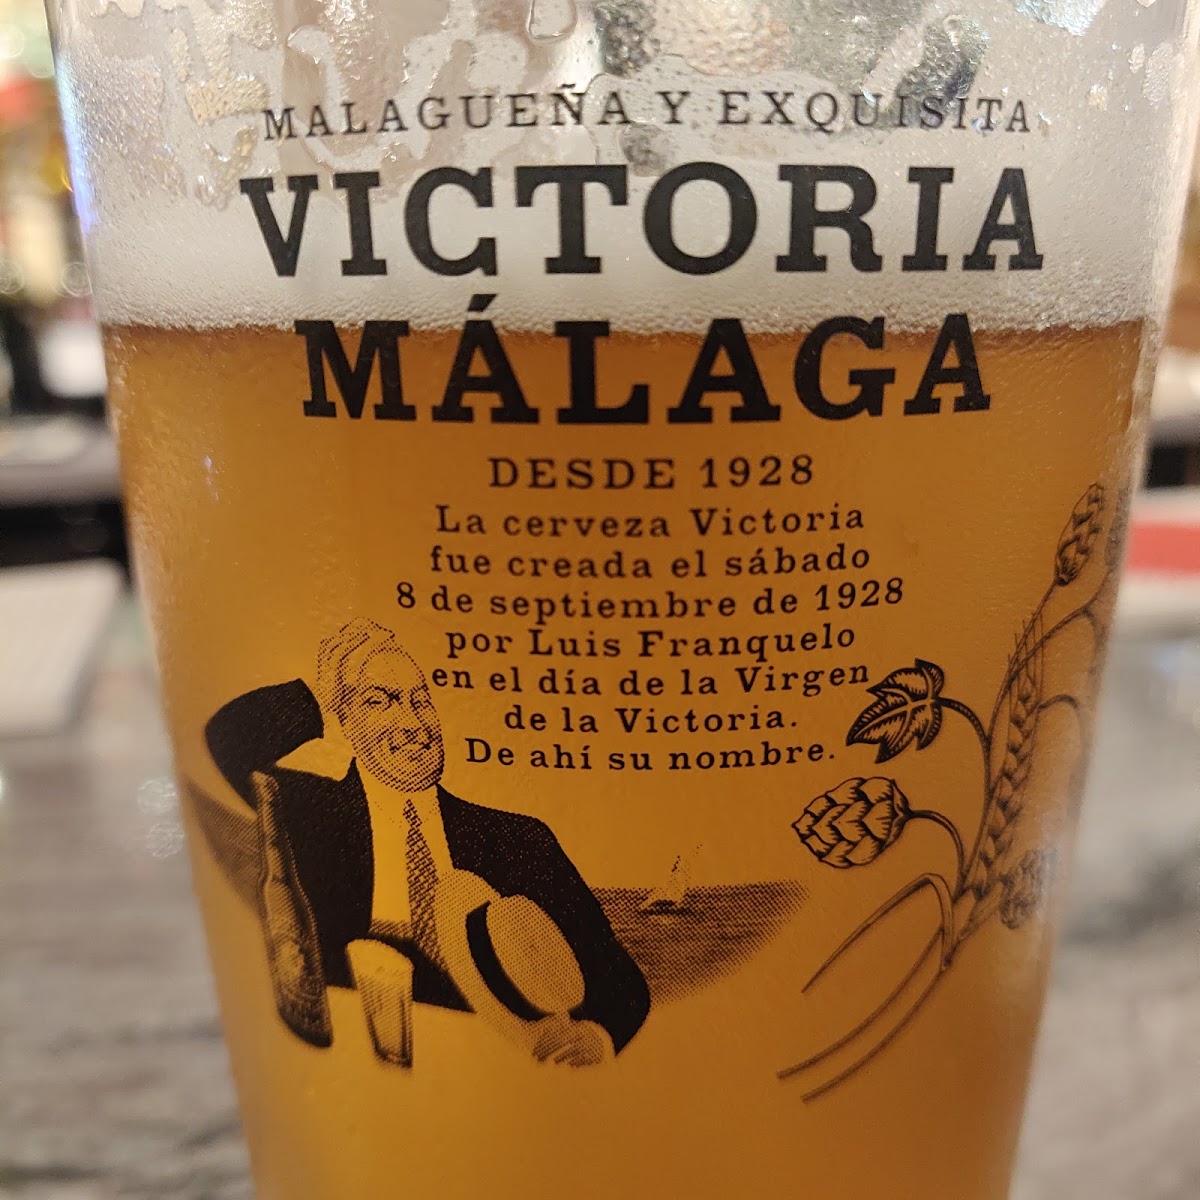 MALAGUEÑA Y EXQUISITA
VICTORIA
MÁLAGA
DESDE 1928
La cerveza Victoria
fue creada el sábado
8 de septiembre de 1928
por Luis Franquelo
en el día de la Virgen
de la Victoria.
De ahí su nombre.